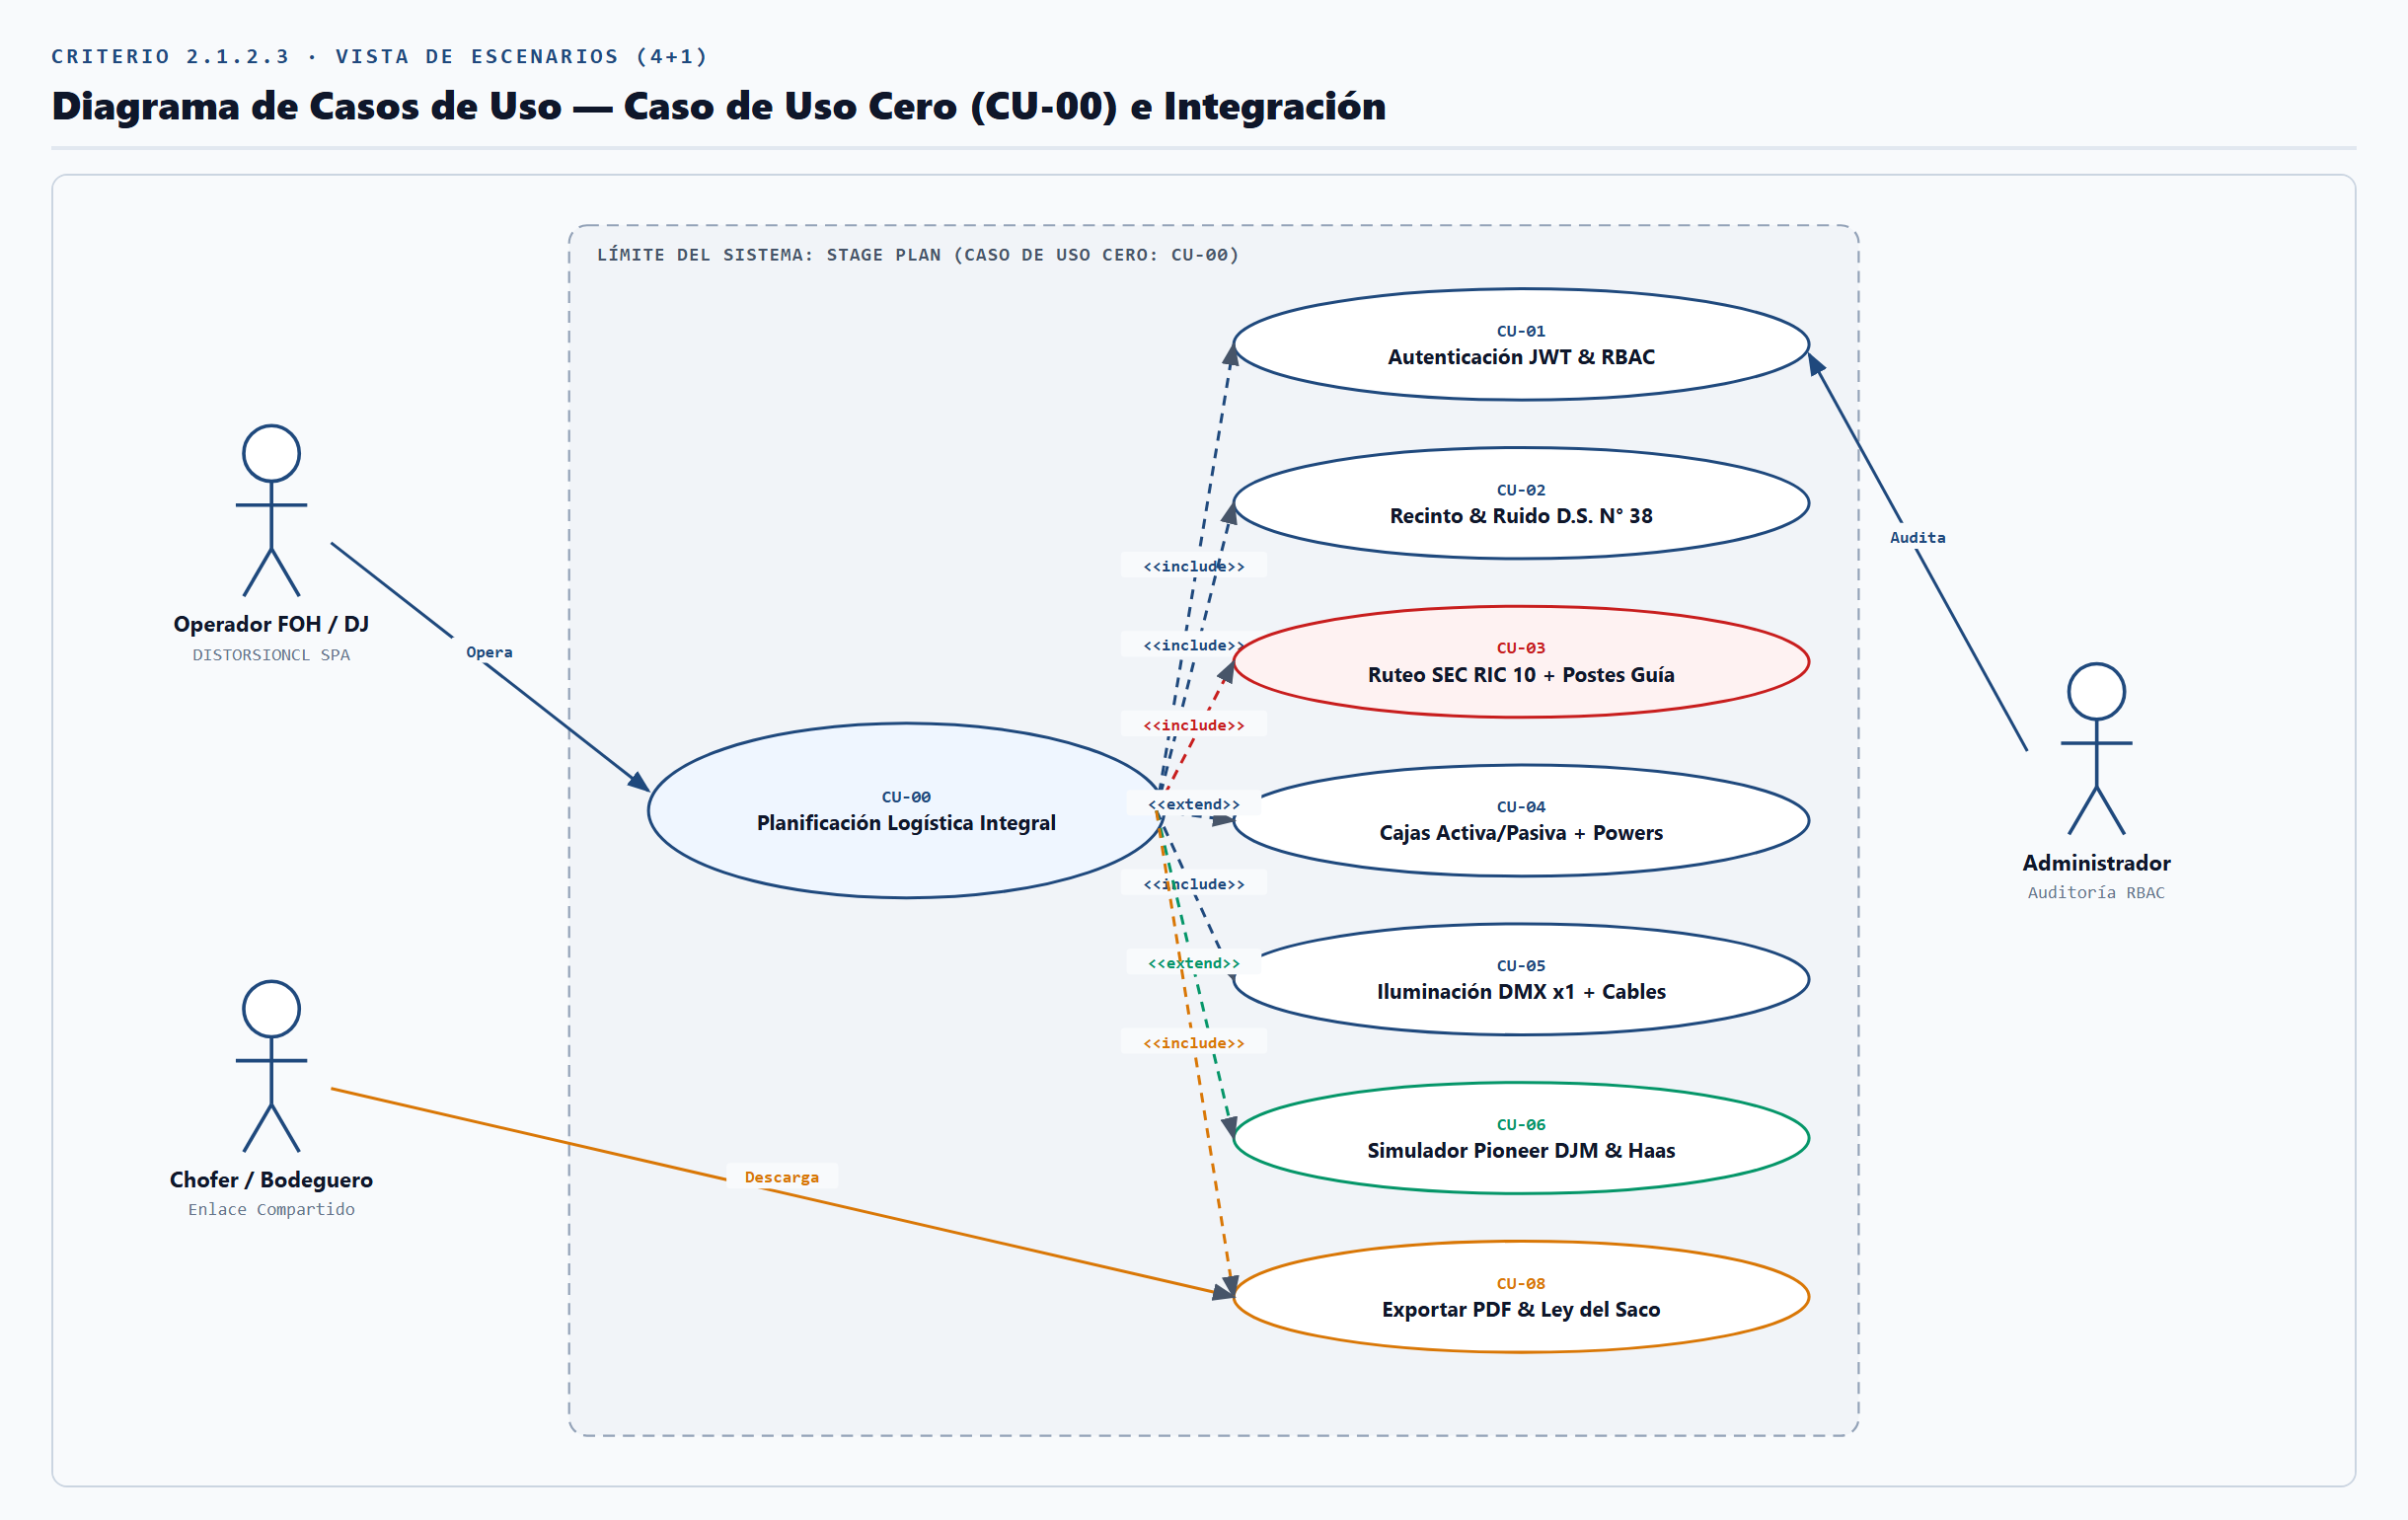 CRITERIO 2.1.2.3 · VISTA DE ESCENARIOS (4+1)
Diagrama de Casos de Uso — Caso de Uso Cero (CU-00) e Integración
LÍMITE DEL SISTEMA: STAGE PLAN (CASO DE USO CERO: CU-00)
Operador FOH / DJ
DISTORSIONCL SPA
Opera
Chofer / Bodeguero
Enlace Compartido
Descarga
CU-00
Planificación Logística Integral
<<include>>
<<include>>
<<include>>
<<extend>>
<<include>>
<<extend>>
<<include>>
CU-01
Autenticación JWT & RBAC
CU-02
Recinto & Ruido D.S. N° 38
CU-03
Ruteo SEC RIC 10 + Postes Guía
CU-04
Cajas Activa/Pasiva + Powers
CU-05
Iluminación DMX x1 + Cables
CU-06
Simulador Pioneer DJM & Haas
CU-08
Exportar PDF & Ley del Saco
Audita
Administrador
Auditoría RBAC